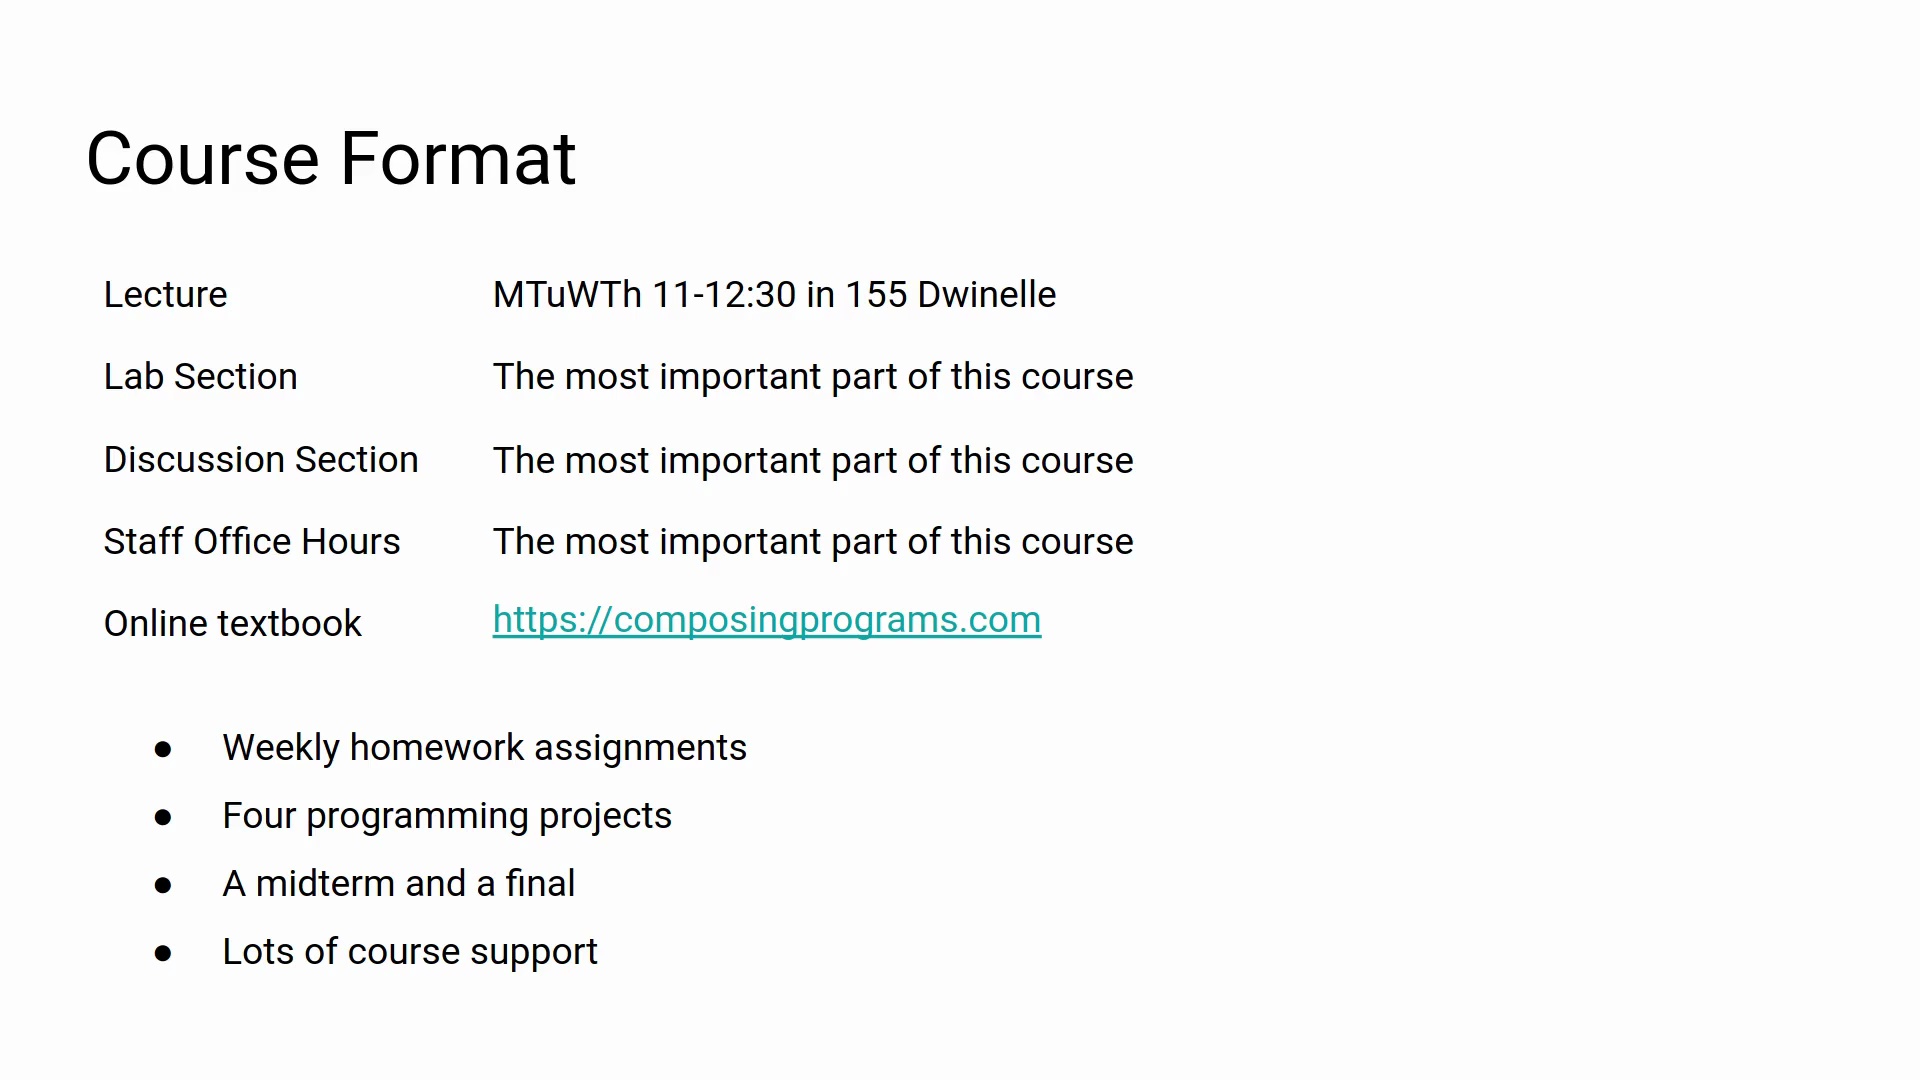 Course Format
Lecture MTuWTh 11-12:30 in 155 Dwinelle
Lab Section The most important part of this course
Discussion Section The most important part of this course
Staff Office Hours The most important part of this course
Online textbook https://composingprograms.com
● Weekly homework assignments
● Four programming projects
● A midterm and a final
● Lots of course support